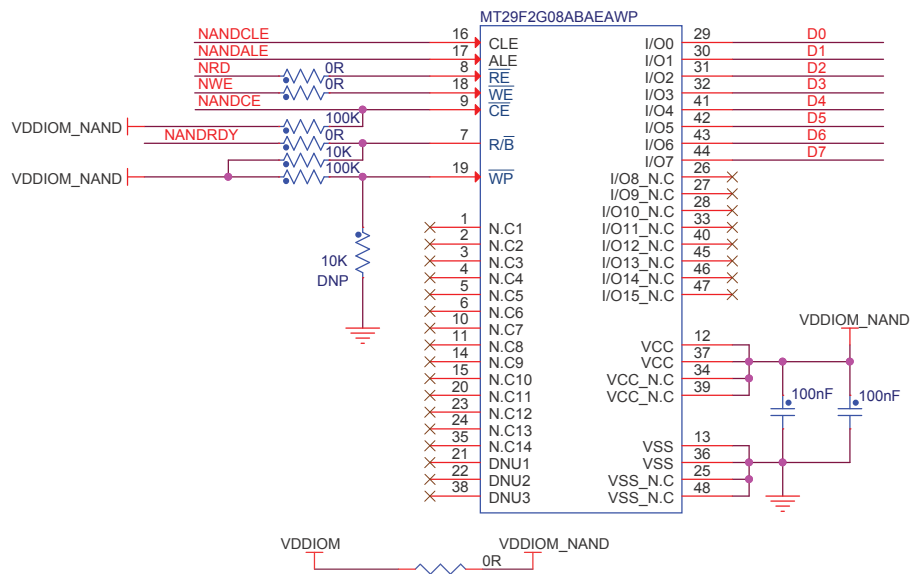 MT29F2G08ABAEAWP
NANDCLE 16 CLE I/O0 29 D0
NANDALE 17 ALE I/O1 30 D1
NRD 0R 8 RE I/O2 31 D2
NWE 0R 18 WE I/O3 32 D3
NANDCE 9 CE I/O4 41 D4
VDDIOM_NAND 100K I/O5 42 D5
NANDRDY 0R 7 R/B I/O6 43 D6
10K I/O7 44 D7
VDDIOM_NAND 100K 19 WP I/O8_N.C 26
I/O9_N.C 27
I/O10_N.C 28
1 N.C1 I/O11_N.C 33
2 N.C2 I/O12_N.C 40
3 N.C3 I/O13_N.C 45
10K
DNP
4 N.C4 I/O14_N.C 46
5 N.C5 I/O15_N.C 47
6 N.C6
10 N.C7
VDDIOM_NAND
11 N.C8 VCC 12
14 N.C9 VCC 37
15 N.C10 VCC_N.C 34
20 N.C11 VCC_N.C 39 100nF 100nF
23 N.C12
24 N.C13
35 N.C14 VSS 13
21 DNU1 VSS 36
22 DNU2 VSS_N.C 25
38 DNU3 VSS_N.C 48
VDDIOM 0R VDDIOM_NAND